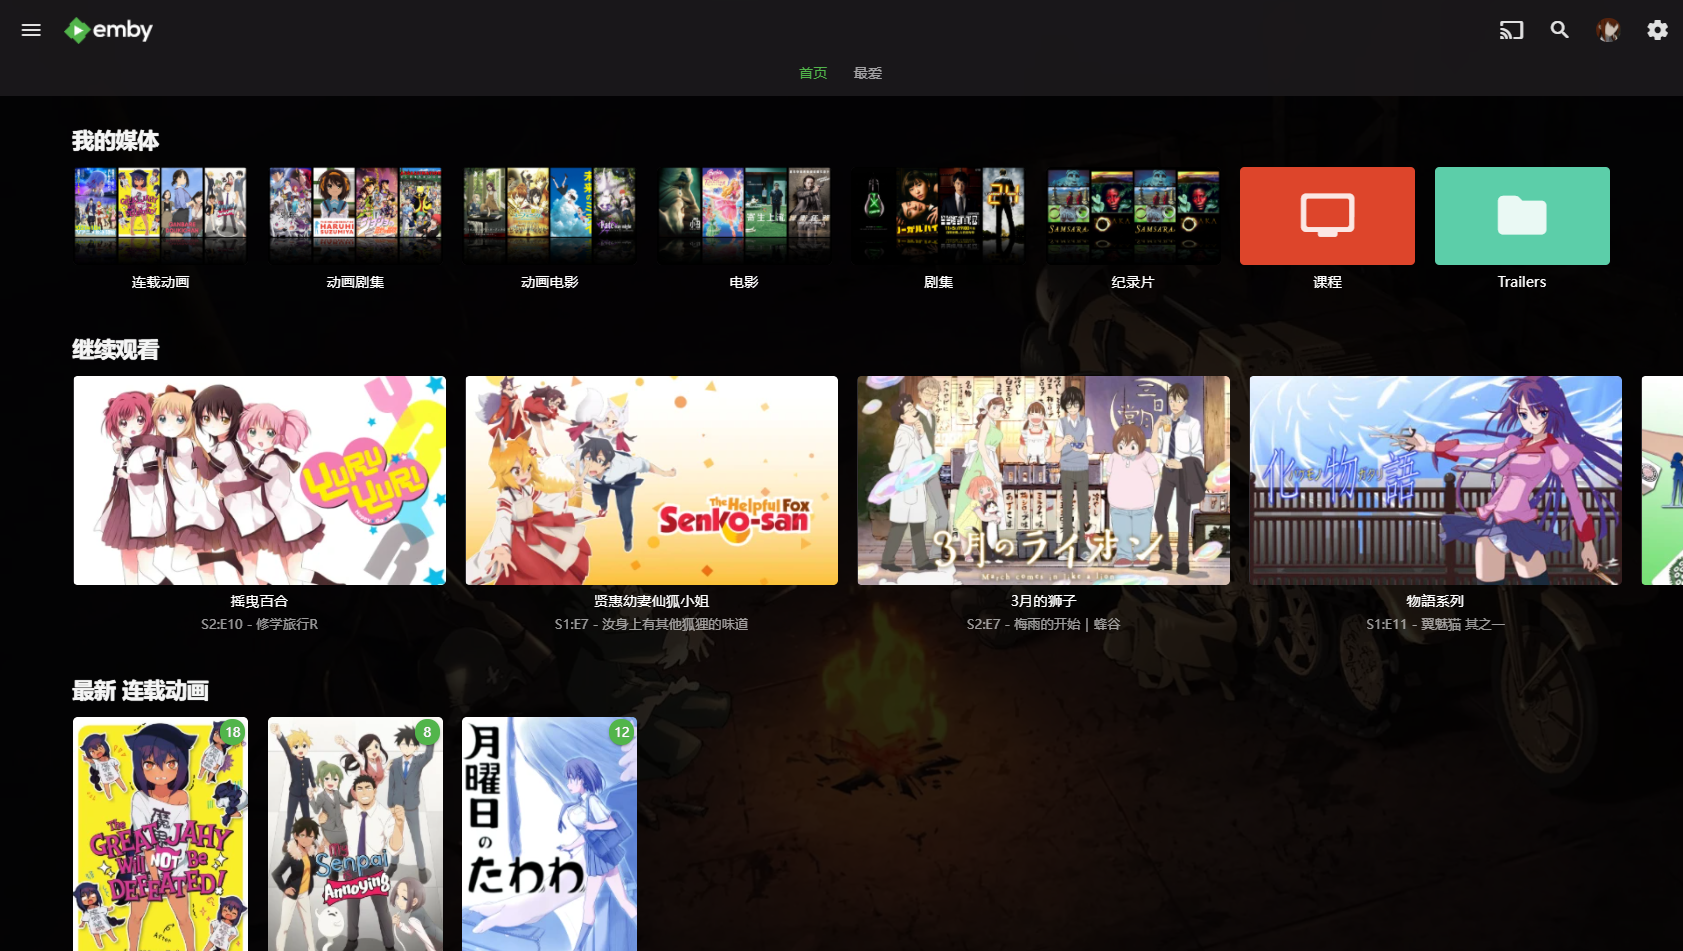 emby
首页 最爱
我的媒体
连载动画 动画剧集 动画电影 电影 剧集 纪录片 课程 Trailers
继续观看
YURU YURI
The Helpful Fox
Senko-san
3月のライオン
March comes in like a lion
化物語
摇曳百合 贤惠幼妻仙狐小姐 3月的狮子 物語系列
S2:E10 - 修学旅行R S1:E7 - 汝身上有其他狐狸的味道 S2:E7 - 梅雨的开始 | 蜂谷 S1:E11 - 翼魅猫 其之一
最新 连载动画
18 8 12
The
GREAT JAHY
Will NOT Be
DEFEATED!
After
Senpai
Annoying
月曜日の
たわわ